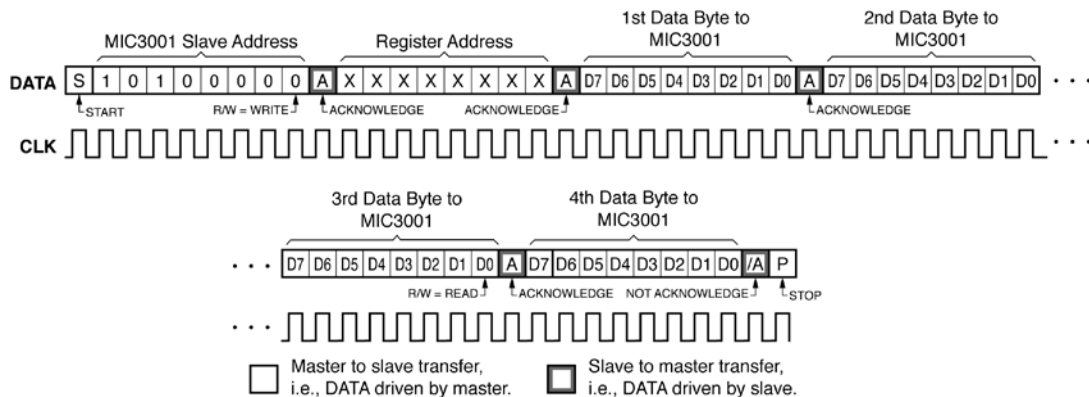 1st Data Byte to MIC3001
2nd Data Byte to MIC3001
MIC3001 Slave Address
Register Address
DATA S 1 0 1 0 0 0 0 0 A X X X X X X X X A D7 D6 D5 D4 D3 D2 D1 D0 A D7 D6 D5 D4 D3 D2 D1 D0 · · ·
START
R/W = WRITE
ACKNOWLEDGE
ACKNOWLEDGE
ACKNOWLEDGE
CLK · · ·
3rd Data Byte to MIC3001
4th Data Byte to MIC3001
· · · D7 D6 D5 D4 D3 D2 D1 D0 A D7 D6 D5 D4 D3 D2 D1 D0 /A P
R/W = READ
ACKNOWLEDGE
NOT ACKNOWLEDGE
STOP
· · ·
Master to slave transfer,
i.e., DATA driven by master.
Slave to master transfer,
i.e., DATA driven by slave.